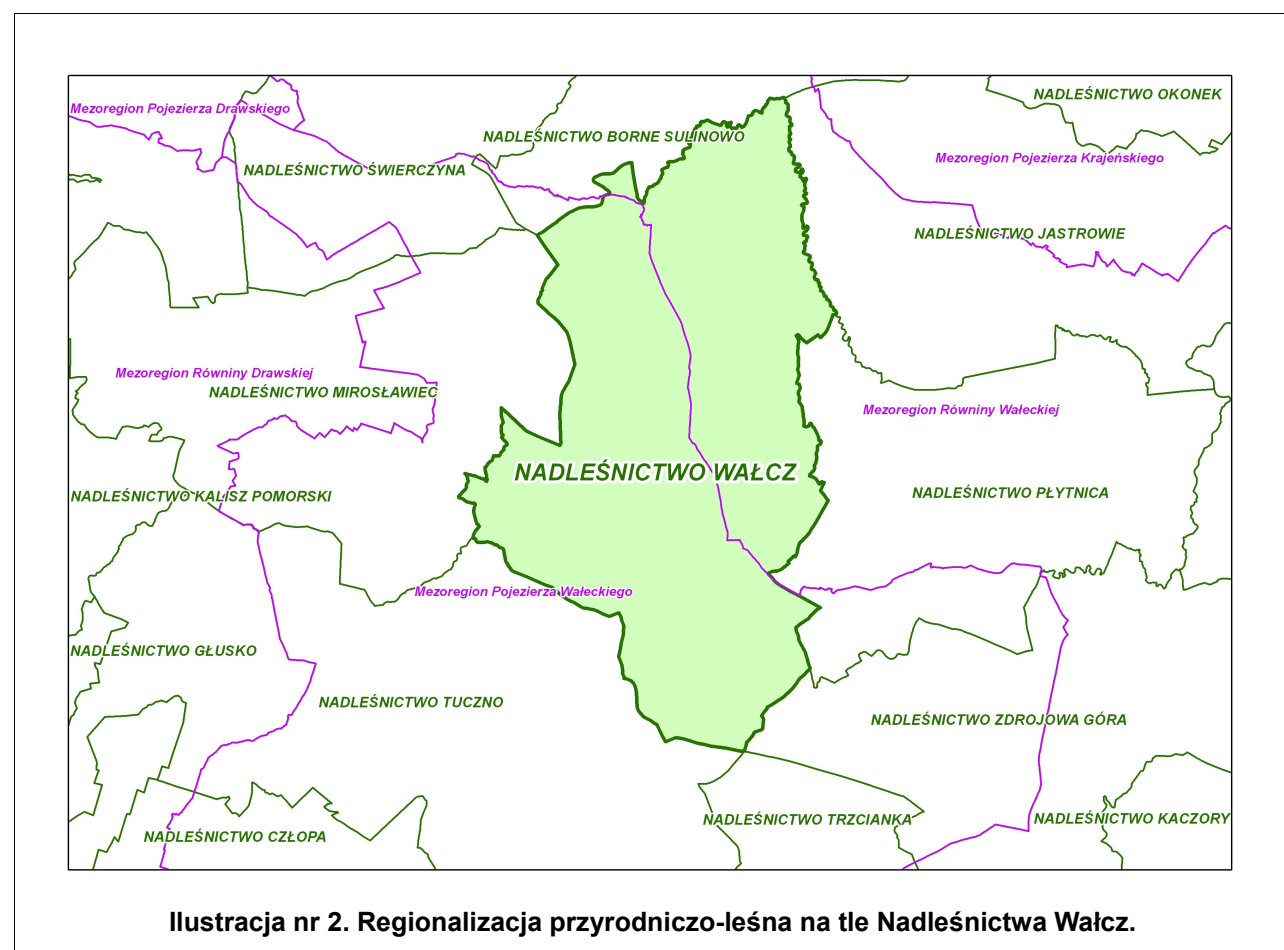 NADLEŚNICTWO OKONEK
Mezoregion Pojezierza Drawskiego
NADLEŚNICTWO BORNE SULINOWO
Mezoregion Pojezierza Krajeńskiego
NADLEŚNICTWO ŚWIERCZYNA
NADLEŚNICTWO JASTROWIE
Mezoregion Równiny Drawskiej
NADLEŚNICTWO MIROSŁAWIEC
Mezoregion Równiny Wałeckiej
NADLEŚNICTWO WAŁCZ
NADLEŚNICTWO KALISZ POMORSKI
NADLEŚNICTWO PŁYTNICA
Mezoregion Pojezierza Wałeckiego
NADLEŚNICTWO GŁUSKO
NADLEŚNICTWO TUCZNO
NADLEŚNICTWO ZDROJOWA GÓRA
NADLEŚNICTWO TRZCIANKA
NADLEŚNICTWO KACZORY
NADLEŚNICTWO CZŁOPA
Ilustracja nr 2. Regionalizacja przyrodniczo-leśna na tle Nadleśnictwa Wałcz.